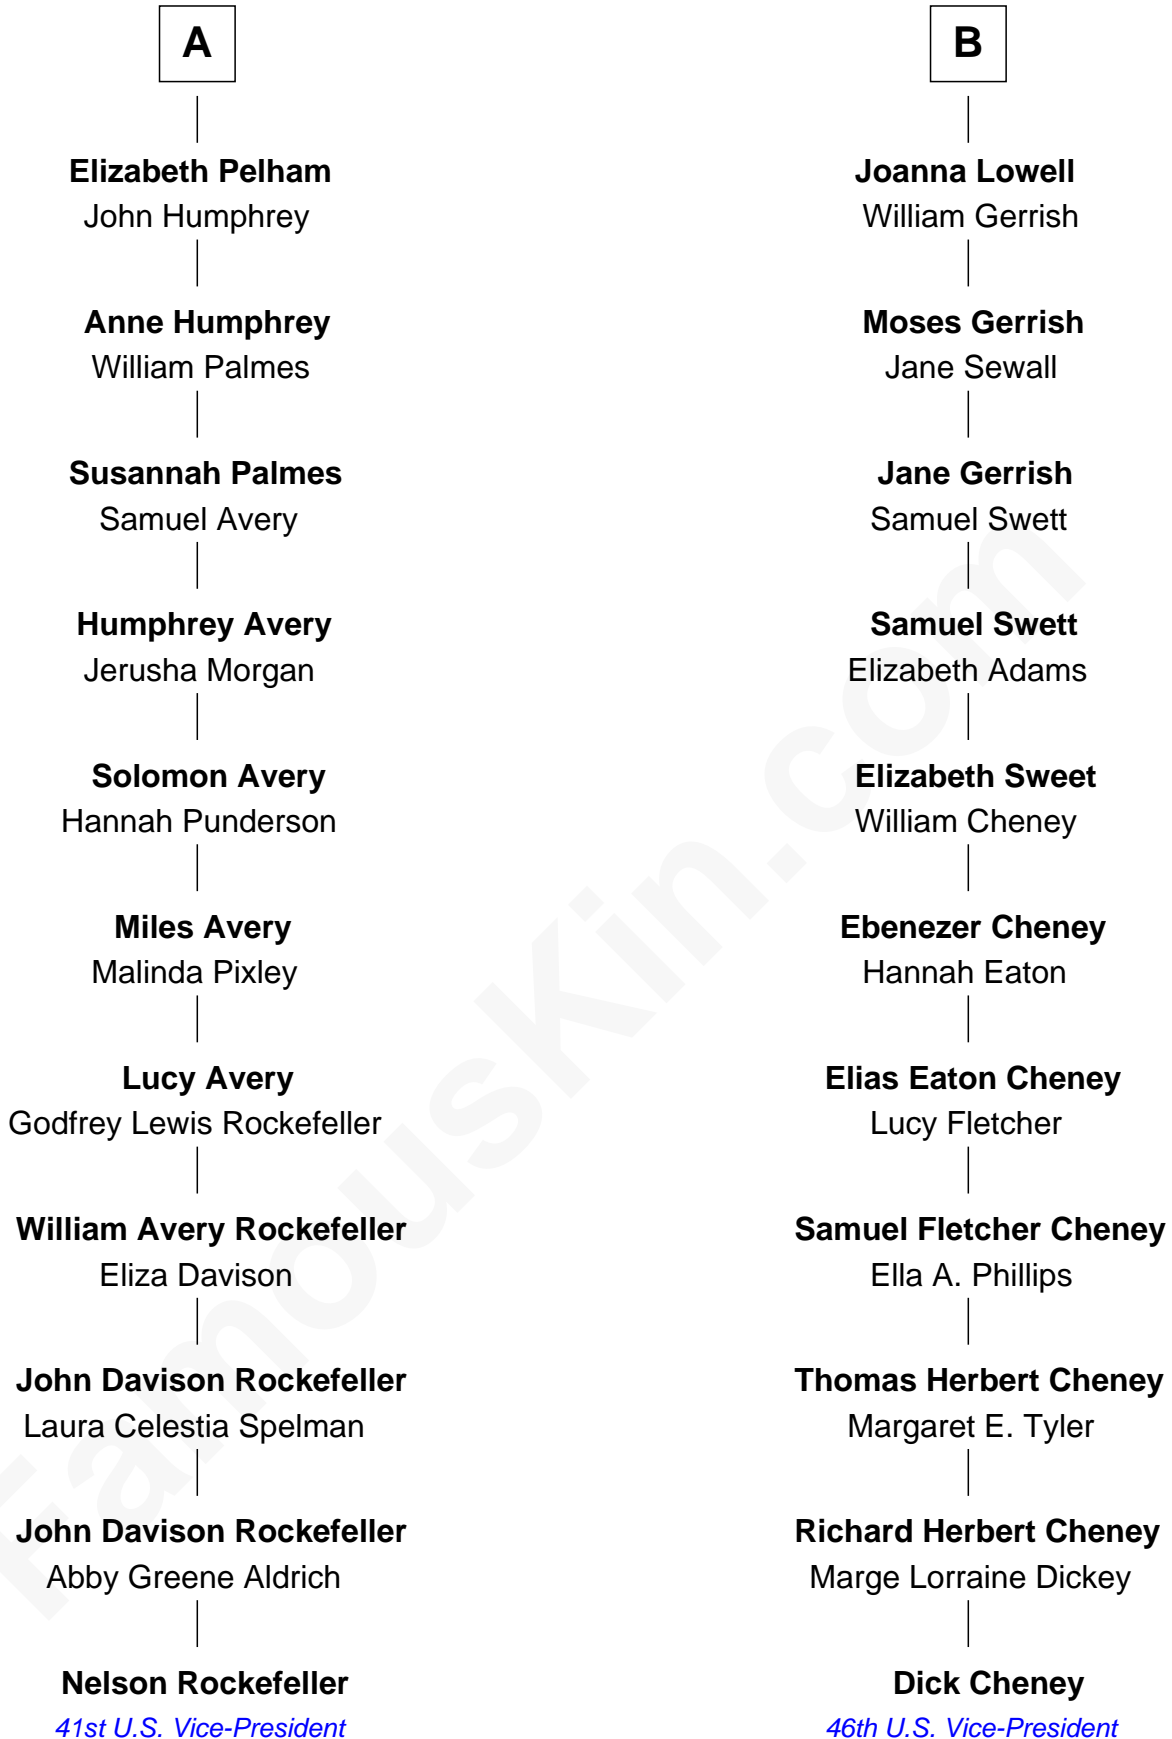 A
Elizabeth Pelham
John Humphrey
Anne Humphrey
William Palmes
Susannah Palmes
Samuel Avery
Humphrey Avery
Jerusha Morgan
Solomon Avery
Hannah Punderson
Miles Avery
Malinda Pixley
Lucy Avery
Godfrey Lewis Rockefeller
William Avery Rockefeller
Eliza Davison
John Davison Rockefeller
Laura Celestia Spelman
John Davison Rockefeller
Abby Greene Aldrich
Nelson Rockefeller
41st U.S. Vice-President
B
Joanna Lowell
William Gerrish
Moses Gerrish
Jane Sewall
Jane Gerrish
Samuel Swett
Samuel Swett
Elizabeth Adams
Elizabeth Sweet
William Cheney
Ebenezer Cheney
Hannah Eaton
Elias Eaton Cheney
Lucy Fletcher
Samuel Fletcher Cheney
Ella A. Phillips
Thomas Herbert Cheney
Margaret E. Tyler
Richard Herbert Cheney
Marge Lorraine Dickey
Dick Cheney
46th U.S. Vice-President
FamousKin.com